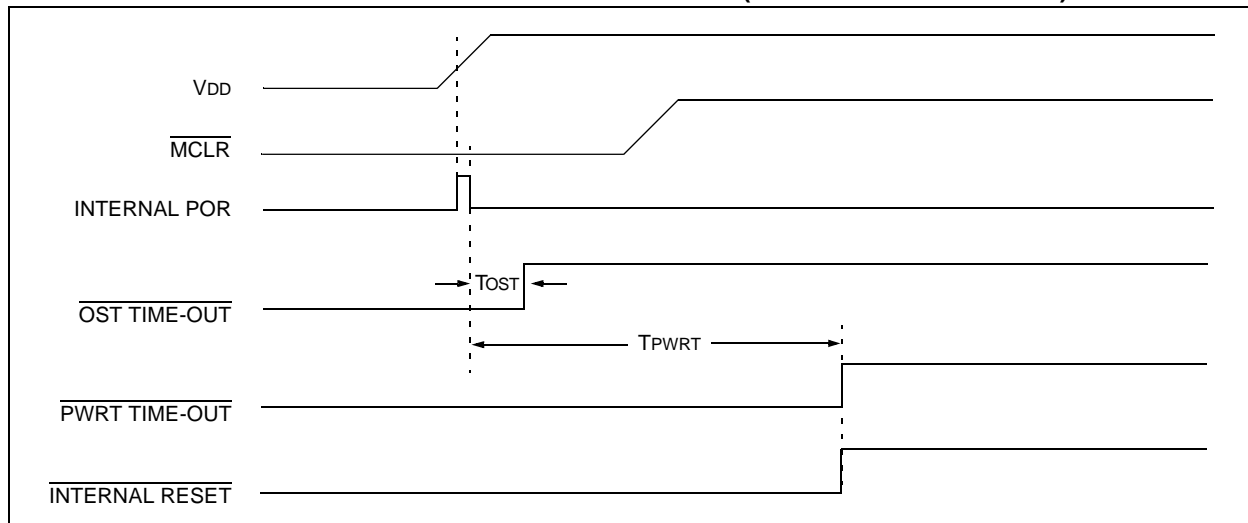 VDD
MCLR
INTERNAL POR
TOST
OST TIME-OUT
TPWRT
PWRT TIME-OUT
INTERNAL RESET